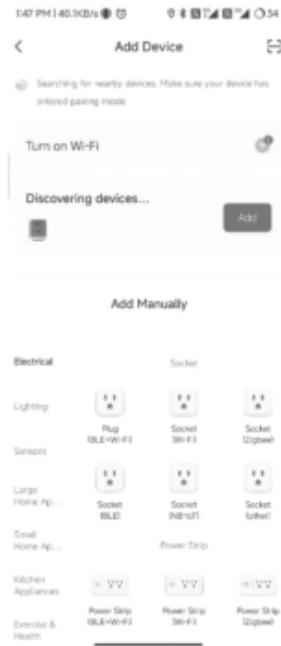 1:47 PM | 40.1KB/s
34
Add Device
Searching for nearby devices. Make sure your device has
entered pairing mode.
Turn on Wi-Fi
Discovering devices...
Add
Add Manually
Electrical
Socket
Lighting
Plug
(BLE+Wi-Fi)
Socket
(Wi-Fi)
Socket
(Zigbee)
Sensors
Large
Home Ap...
Socket
(BLE)
Socket
(NB-IoT)
Socket
(other)
Small
Home Ap...
Power Strip
Kitchen
Appliances
Power Strip
(BLE+Wi-Fi)
Power Strip
(Wi-Fi)
Power Strip
(Zigbee)
Exercise &
Health